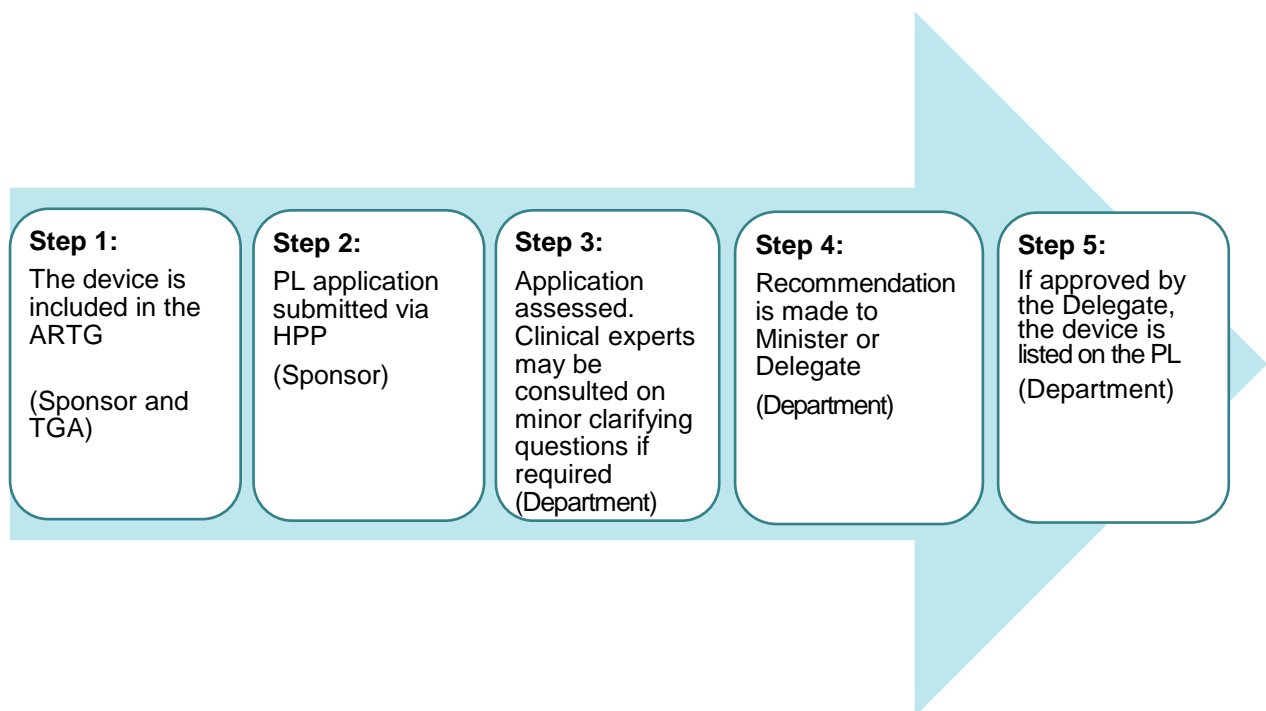 Step 1:
The device is
included in the
ARTG
(Sponsor and
TGA)
Step 2:
PL application
submitted via
HPP
(Sponsor)
Step 3:
Application
assessed.
Clinical experts
may be
consulted on
minor clarifying
questions if
required
(Department)
Step 4:
Recommendation
is made to
Minister or
Delegate
(Department)
Step 5:
If approved by
the Delegate,
the device is
listed on the PL
(Department)